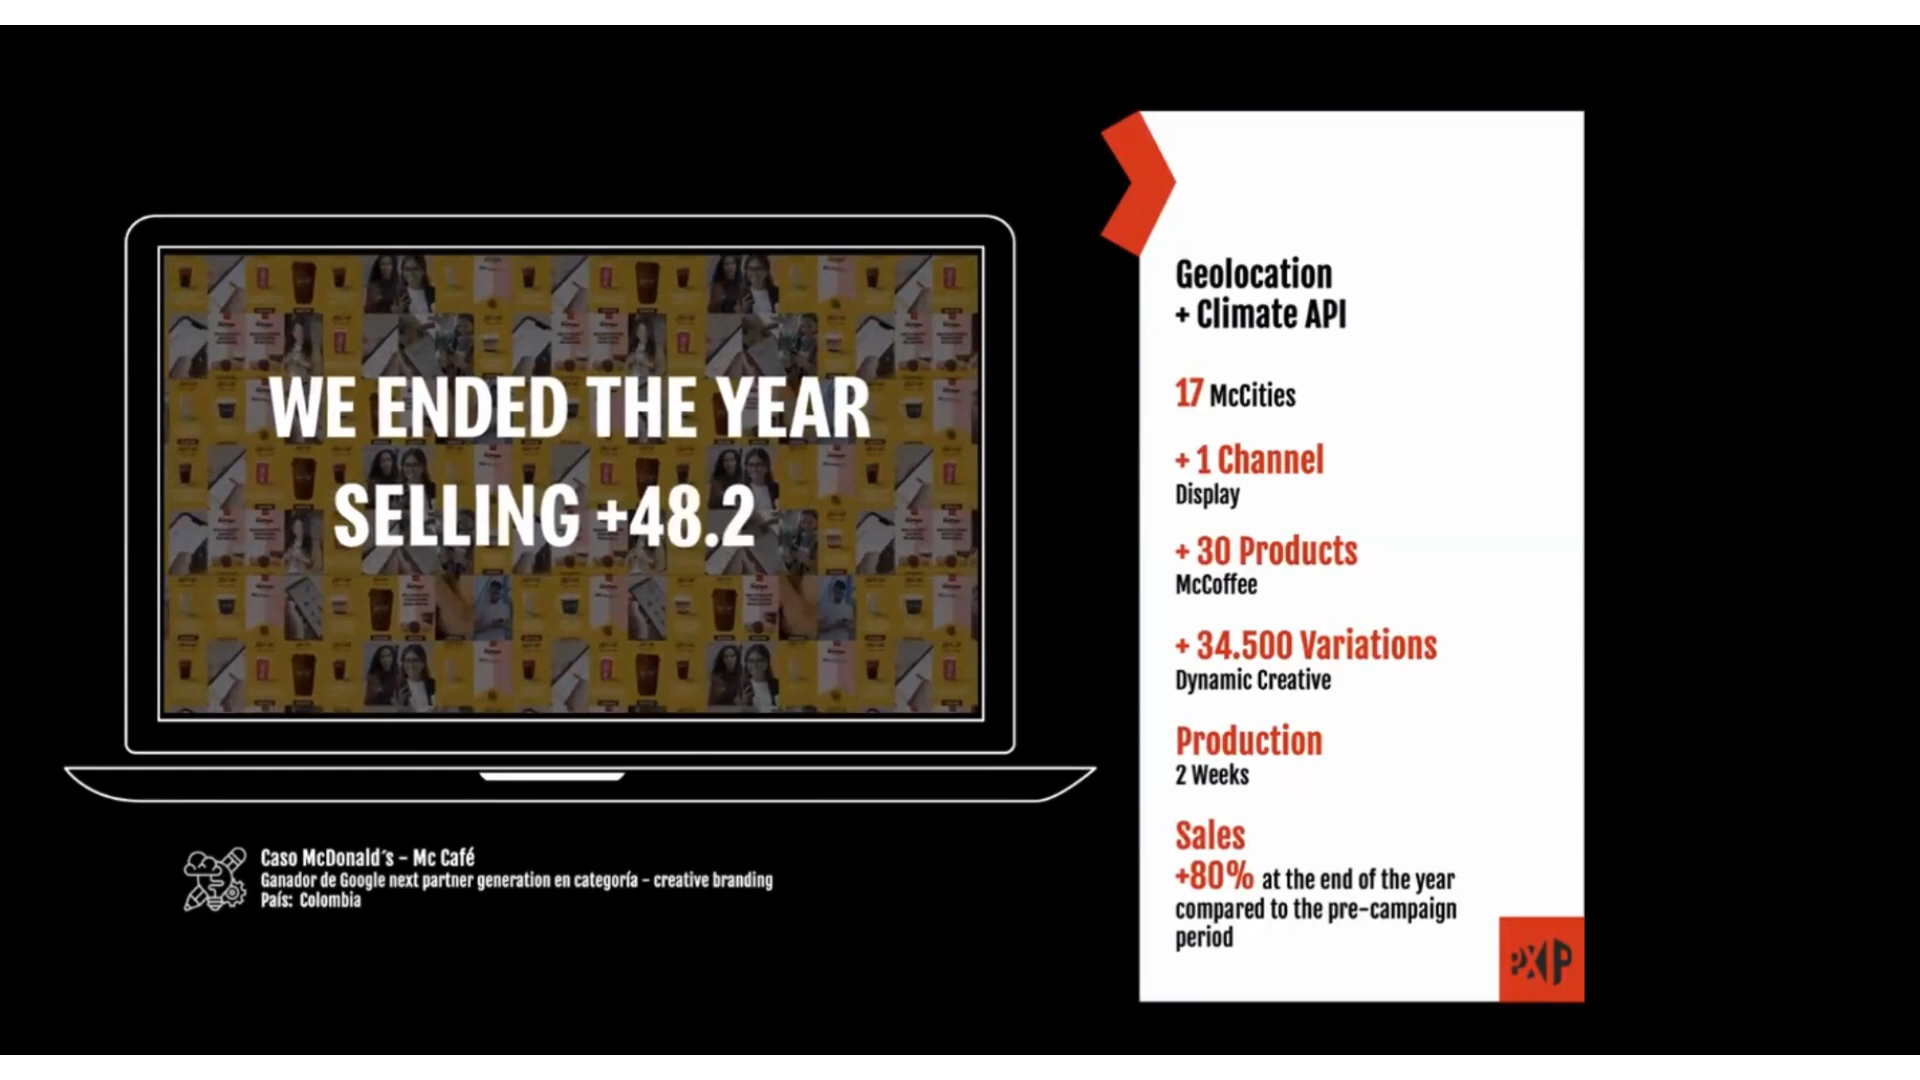 WE ENDED THE YEAR
SELLING +48.2
Caso McDonald´s - Mc Café
Ganador de Google next partner generation en categoría - creative branding
País: Colombia
Geolocation
+ Climate API
17 McCities
+ 1 Channel
Display
+ 30 Products
McCoffee
+ 34.500 Variations
Dynamic Creative
Production
2 Weeks
Sales
+80% at the end of the year
compared to the pre-campaign
period
PXP